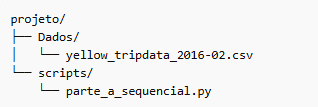 projeto/
├── Dados/
│   └── yellow_tripdata_2016-02.csv
└── scripts/
    └── parte_a_sequencial.py